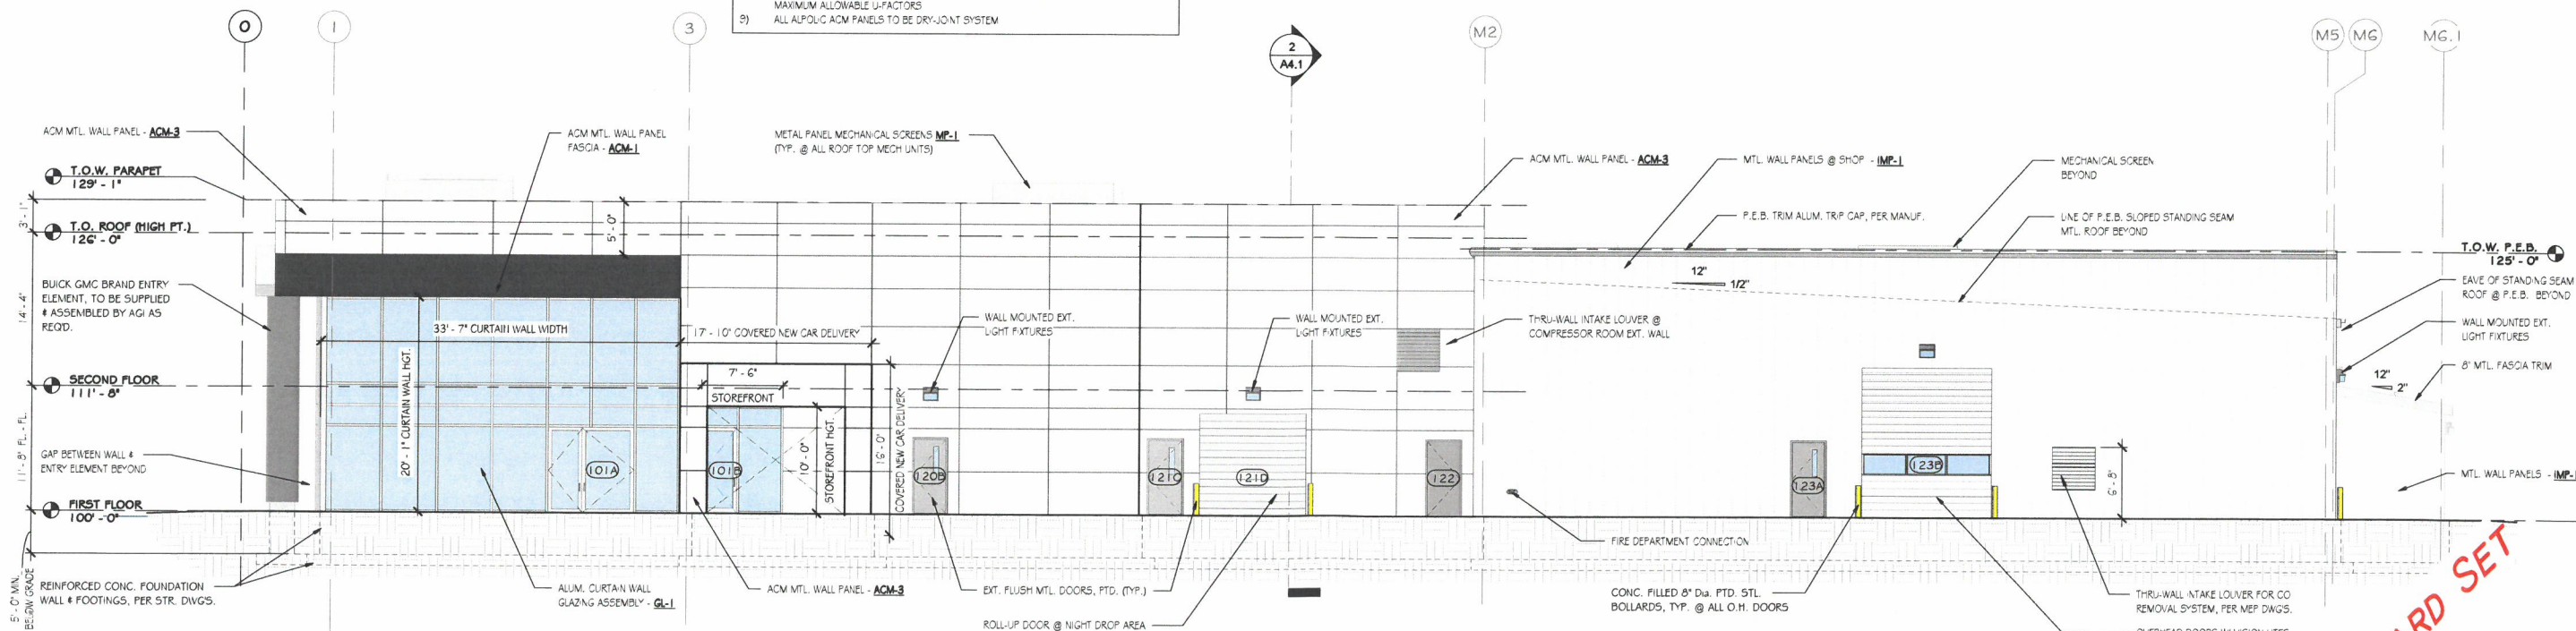 MAXIMUM ALLOWABLE U-FACTORS
9) ALL ALPOLIC ACM PANELS TO BE DRY-JOINT SYSTEM
0
1
3
2
A4.1
M2
M5
M6
M6.1
ACM MTL. WALL PANEL - ACM-3
ACM MTL. WALL PANEL
FASCIA - ACM-1
METAL PANEL MECHANICAL SCREENS MP-1
(TYP. @ ALL ROOF TOP MECH UNITS)
ACM MTL. WALL PANEL - ACM-3
MTL. WALL PANELS @ SHOP - IMP-1
MECHANICAL SCREEN
BEYOND
T.O.W. PARAPET
129' - 1"
3' - 1"
T.O. ROOF (HIGH PT.)
126' - 0"
5' - 0"
P.E.B. TRIM ALUM. TRIP CAP, PER MANUF.
LINE OF P.E.B. SLOPED STANDING SEAM
MTL. ROOF BEYOND
T.O.W. P.E.B.
125' - 0"
BUICK GMC BRAND ENTRY
ELEMENT, TO BE SUPPLIED
& ASSEMBLED BY AGI AS
REQ'D.
14' - 4"
12"
1/2"
EAVE OF STANDING SEAM
ROOF @ P.E.B. BEYOND
33' - 7" CURTAIN WALL WIDTH
17' - 10" COVERED NEW CAR DELIVERY
WALL MOUNTED EXT.
LIGHT FIXTURES
WALL MOUNTED EXT.
LIGHT FIXTURES
THRU-WALL INTAKE LOUVER @
COMPRESSOR ROOM EXT. WALL
WALL MOUNTED EXT.
LIGHT FIXTURES
SECOND FLOOR
111' - 8"
20' - 1" CURTAIN WALL HGT.
7' - 6"
STOREFRONT
12"
2"
8" MTL. FASCIA TRIM
11' - 8" FL. - FL.
GAP BETWEEN WALL &
ENTRY ELEMENT BEYOND
101A
101B
10' - 0"
STOREFRONT HGT.
16' - 0"
COVERED NEW CAR DELIVERY
120B
121C
121D
122
123A
123B
6' - 8"
MTL. WALL PANELS - IMP-
FIRST FLOOR
100' - 0"
5' - 0" MIN.
BELOW GRADE
REINFORCED CONC. FOUNDATION
WALL & FOOTINGS, PER STR. DWG'S.
ALUM. CURTAIN WALL
GLAZING ASSEMBLY - GL-1
ACM MTL. WALL PANEL - ACM-3
EXT. FLUSH MTL. DOORS, PTD. (TYP.)
ROLL-UP DOOR @ NIGHT DROP AREA
FIRE DEPARTMENT CONNECTION
CONC. FILLED 8" Dia. PTD. STL.
BOLLARDS, TYP. @ ALL O.H. DOORS
THRU-WALL INTAKE LOUVER FOR CO
REMOVAL SYSTEM, PER MEP DWG'S.
ARD SET